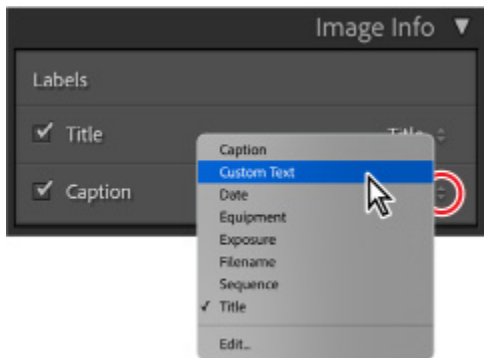 Image Info
Labels
Title
Title
Caption
Caption
Custom Text
Date
Equipment
Exposure
Filename
Sequence
Title
Edit...